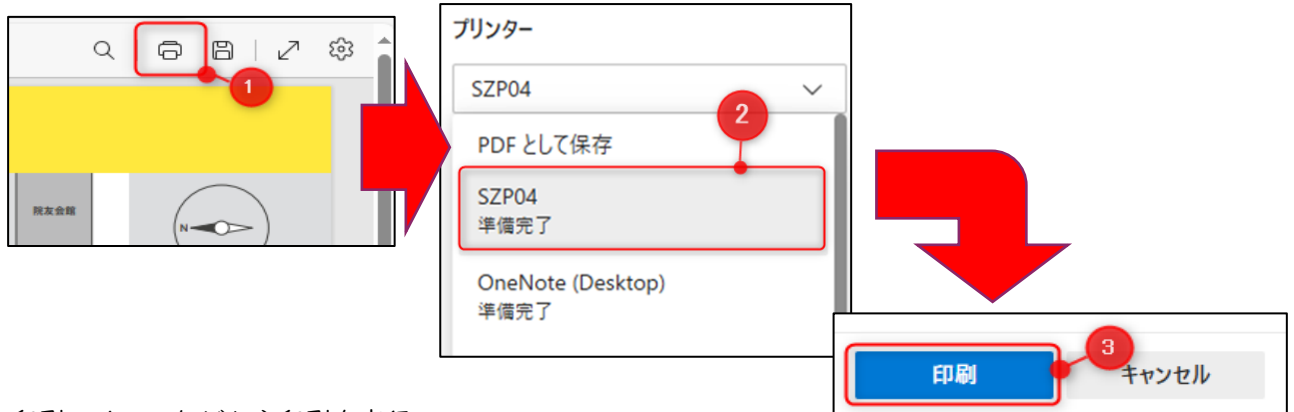 1
院友会館
N
プリンター
SZP04
2
PDF として保存
SZP04
準備完了
OneNote (Desktop)
準備完了
3
印刷
キャンセル